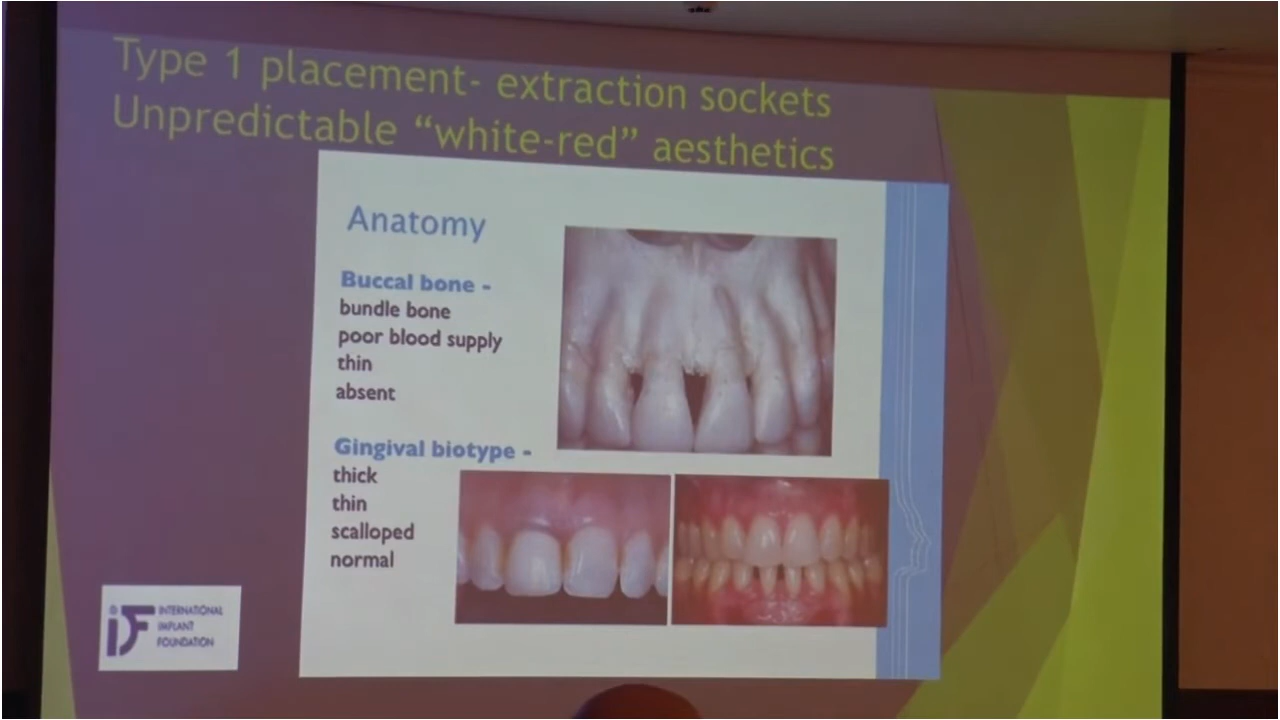 Type 1 placement- extraction sockets
Unpredictable “white-red” aesthetics
Anatomy
Buccal bone -
bundle bone
poor blood supply
thin
absent
Gingival biotype -
thick
thin
scalloped
normal
iF
INTERNATIONAL
IMPLANT
FOUNDATION